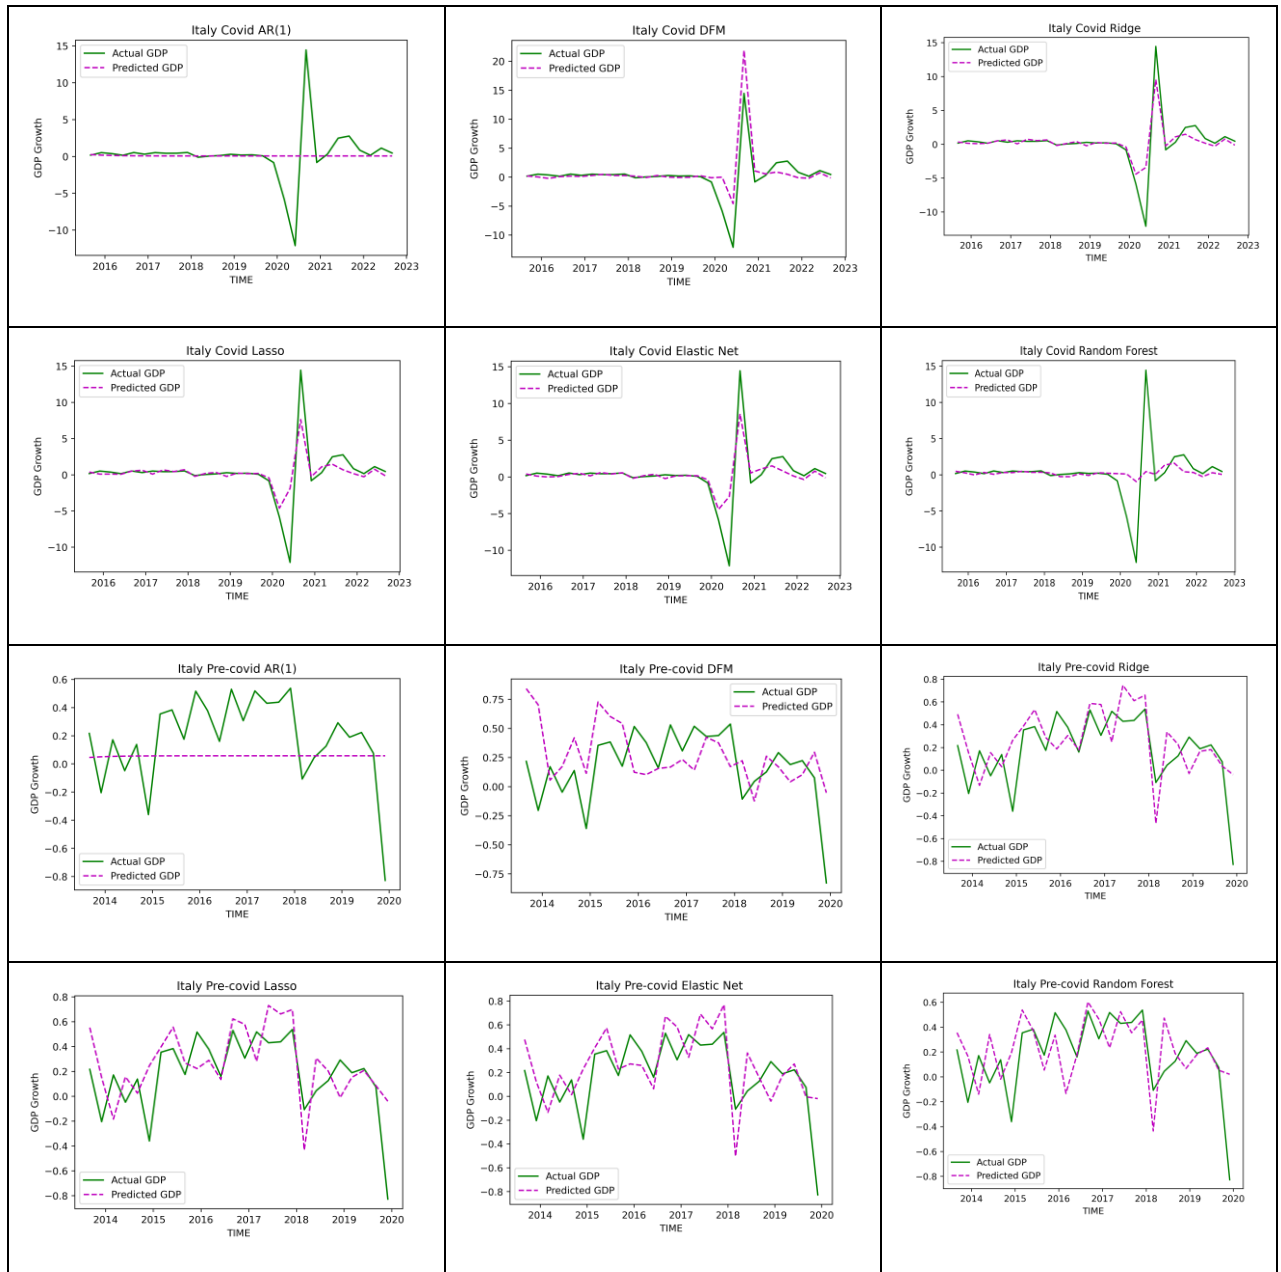 Italy Covid AR(1)
Actual GDP
Predicted GDP
GDP Growth
15
10
5
0
−5
−10
2016 2017 2018 2019 2020 2021 2022 2023
TIME
Italy Covid DFM
Actual GDP
Predicted GDP
GDP Growth
20
15
10
5
0
−5
−10
2016 2017 2018 2019 2020 2021 2022 2023
TIME
Italy Covid Ridge
Actual GDP
Predicted GDP
GDP Growth
15
10
5
0
−5
−10
2016 2017 2018 2019 2020 2021 2022 2023
TIME
Italy Covid Lasso
Actual GDP
Predicted GDP
GDP Growth
15
10
5
0
−5
−10
2016 2017 2018 2019 2020 2021 2022 2023
TIME
Italy Covid Elastic Net
Actual GDP
Predicted GDP
GDP Growth
15
10
5
0
−5
−10
2016 2017 2018 2019 2020 2021 2022 2023
TIME
Italy Covid Random Forest
Actual GDP
Predicted GDP
GDP Growth
15
10
5
0
−5
−10
2016 2017 2018 2019 2020 2021 2022 2023
TIME
Italy Pre-covid AR(1)
GDP Growth
0.6
0.4
0.2
0.0
−0.2
−0.4
−0.6
−0.8
Actual GDP
Predicted GDP
2014 2015 2016 2017 2018 2019 2020
TIME
Italy Pre-covid DFM
Actual GDP
Predicted GDP
GDP Growth
0.75
0.50
0.25
0.00
−0.25
−0.50
−0.75
2014 2015 2016 2017 2018 2019 2020
TIME
Italy Pre-covid Ridge
GDP Growth
0.8
0.6
0.4
0.2
0.0
−0.2
−0.4
−0.6
−0.8
Actual GDP
Predicted GDP
2014 2015 2016 2017 2018 2019 2020
TIME
Italy Pre-covid Lasso
GDP Growth
0.8
0.6
0.4
0.2
0.0
−0.2
−0.4
−0.6
−0.8
Actual GDP
Predicted GDP
2014 2015 2016 2017 2018 2019 2020
TIME
Italy Pre-covid Elastic Net
GDP Growth
0.8
0.6
0.4
0.2
0.0
−0.2
−0.4
−0.6
−0.8
Actual GDP
Predicted GDP
2014 2015 2016 2017 2018 2019 2020
TIME
Italy Pre-covid Random Forest
GDP Growth
0.6
0.4
0.2
0.0
−0.2
−0.4
−0.6
−0.8
Actual GDP
Predicted GDP
2014 2015 2016 2017 2018 2019 2020
TIME